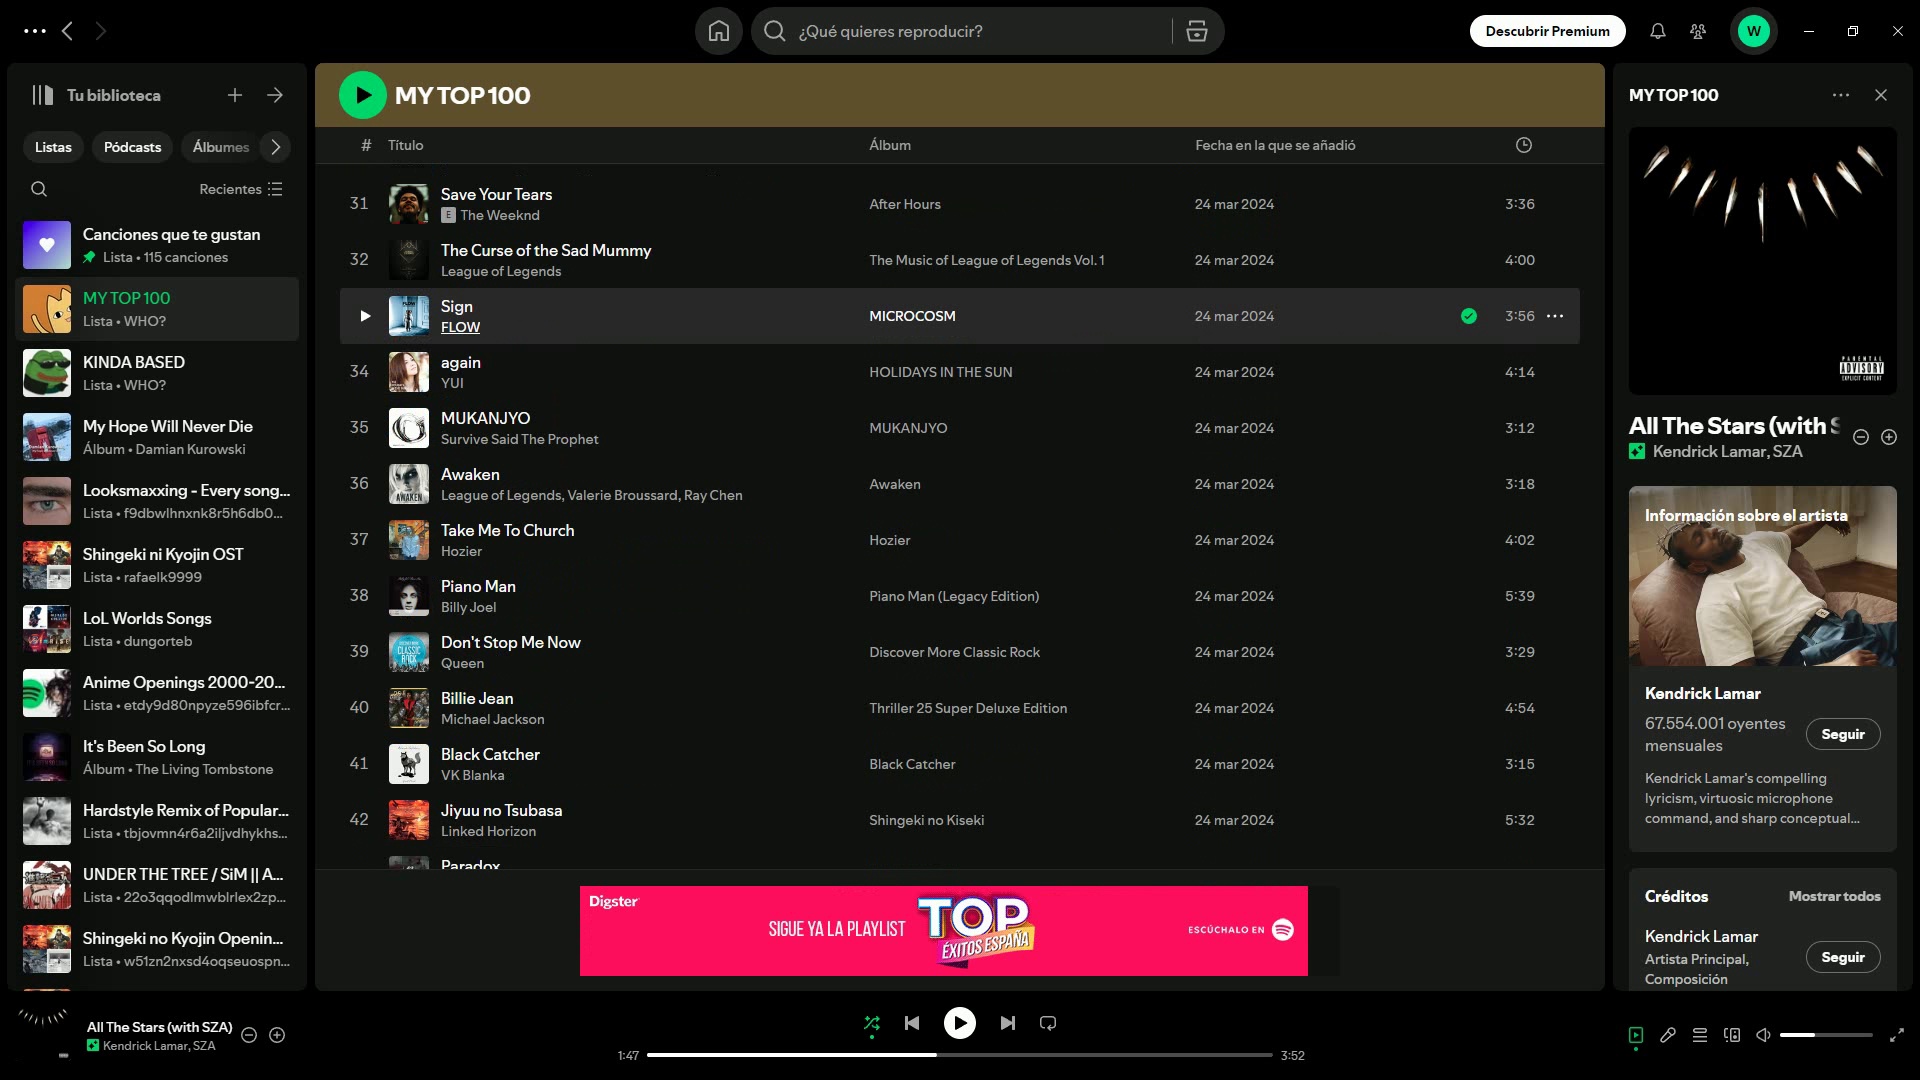 ¿Qué quieres reproducir?
Descubrir Premium
W
Tu biblioteca
Listas
Pódcasts
Álbumes
Recientes
Canciones que te gustan
Lista • 115 canciones
MY TOP 100
Lista • WHO?
KINDA BASED
Lista • WHO?
My Hope Will Never Die
Álbum • Damian Kurowski
Looksmaxxing - Every song...
Lista • f9dbwlhnxnk8r5h6db0...
Shingeki ni Kyojin OST
Lista • rafaelk9999
LoL Worlds Songs
Lista • dungorteb
Anime Openings 2000-20...
Lista • etdy9d80npyze596ibfcr...
It's Been So Long
Álbum • The Living Tombstone
Hardstyle Remix of Popular...
Lista • tbjovmn4r6a2iljvdhykhs...
UNDER THE TREE / SiM || A...
Lista • 22o3qqodlmwblrlex2zp...
Shingeki no Kyojin Openin...
Lista • w51zn2nxsd4oqseuospn...
MY TOP 100
# Título Álbum Fecha en la que se añadió
31 Save Your Tears After Hours 24 mar 2024 3:36
E The Weeknd
32 The Curse of the Sad Mummy The Music of League of Legends Vol. 1 24 mar 2024 4:00
League of Legends
Sign MICROCOSM 24 mar 2024 3:56
FLOW
34 again HOLIDAYS IN THE SUN 24 mar 2024 4:14
YUI
35 MUKANJYO MUKANJYO 24 mar 2024 3:12
Survive Said The Prophet
36 Awaken Awaken 24 mar 2024 3:18
League of Legends, Valerie Broussard, Ray Chen
37 Take Me To Church Hozier 24 mar 2024 4:02
Hozier
38 Piano Man Piano Man (Legacy Edition) 24 mar 2024 5:39
Billy Joel
39 Don't Stop Me Now Discover More Classic Rock 24 mar 2024 3:29
Queen
40 Billie Jean Thriller 25 Super Deluxe Edition 24 mar 2024 4:54
Michael Jackson
41 Black Catcher Black Catcher 24 mar 2024 3:15
VK Blanka
42 Jiyuu no Tsubasa Shingeki no Kiseki 24 mar 2024 5:32
Linked Horizon
Paradox
Digster
SIGUE YA LA PLAYLIST
TOP
ÉXITOS ESPAÑA
ESCÚCHALO EN
MY TOP 100
PARENTAL
ADVISORY
EXPLICIT CONTENT
All The Stars (with S
Kendrick Lamar, SZA
Información sobre el artista
Kendrick Lamar
67.554.001 oyentes
mensuales
Seguir
Kendrick Lamar's compelling
lyricism, virtuosic microphone
command, and sharp conceptual...
Créditos
Mostrar todos
Kendrick Lamar
Artista Principal,
Composición
Seguir
All The Stars (with SZA)
Kendrick Lamar, SZA
1:47
3:52